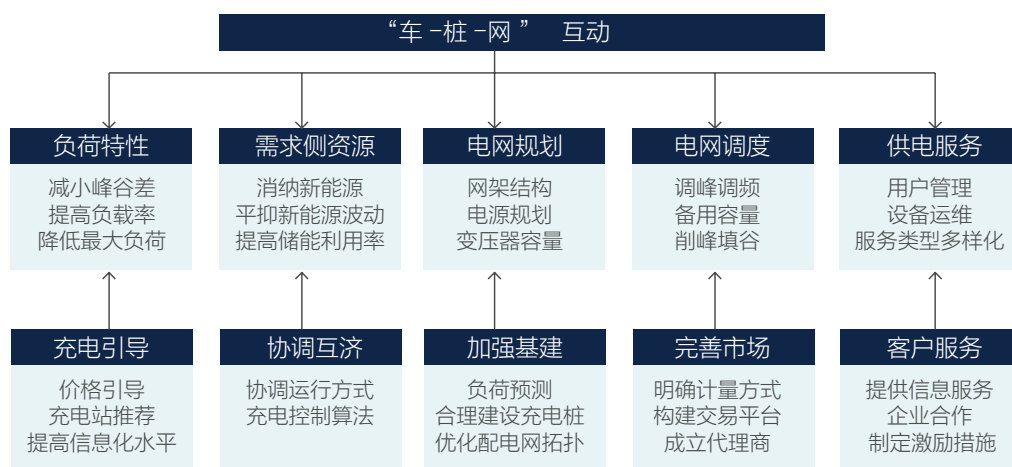 “车-桩-网” 互动
负荷特性
减小峰谷差
提高负载率
降低最大负荷
需求侧资源
消纳新能源
平抑新能源波动
提高储能利用率
电网规划
网架结构
电源规划
变压器容量
电网调度
调峰调频
备用容量
削峰填谷
供电服务
用户管理
设备运维
服务类型多样化
充电引导
价格引导
充电站推荐
提高信息化水平
协调互济
协调运行方式
充电控制算法
加强基建
负荷预测
合理建设充电桩
优化配电网拓扑
完善市场
明确计量方式
构建交易平台
成立代理商
客户服务
提供信息服务
企业合作
制定激励措施